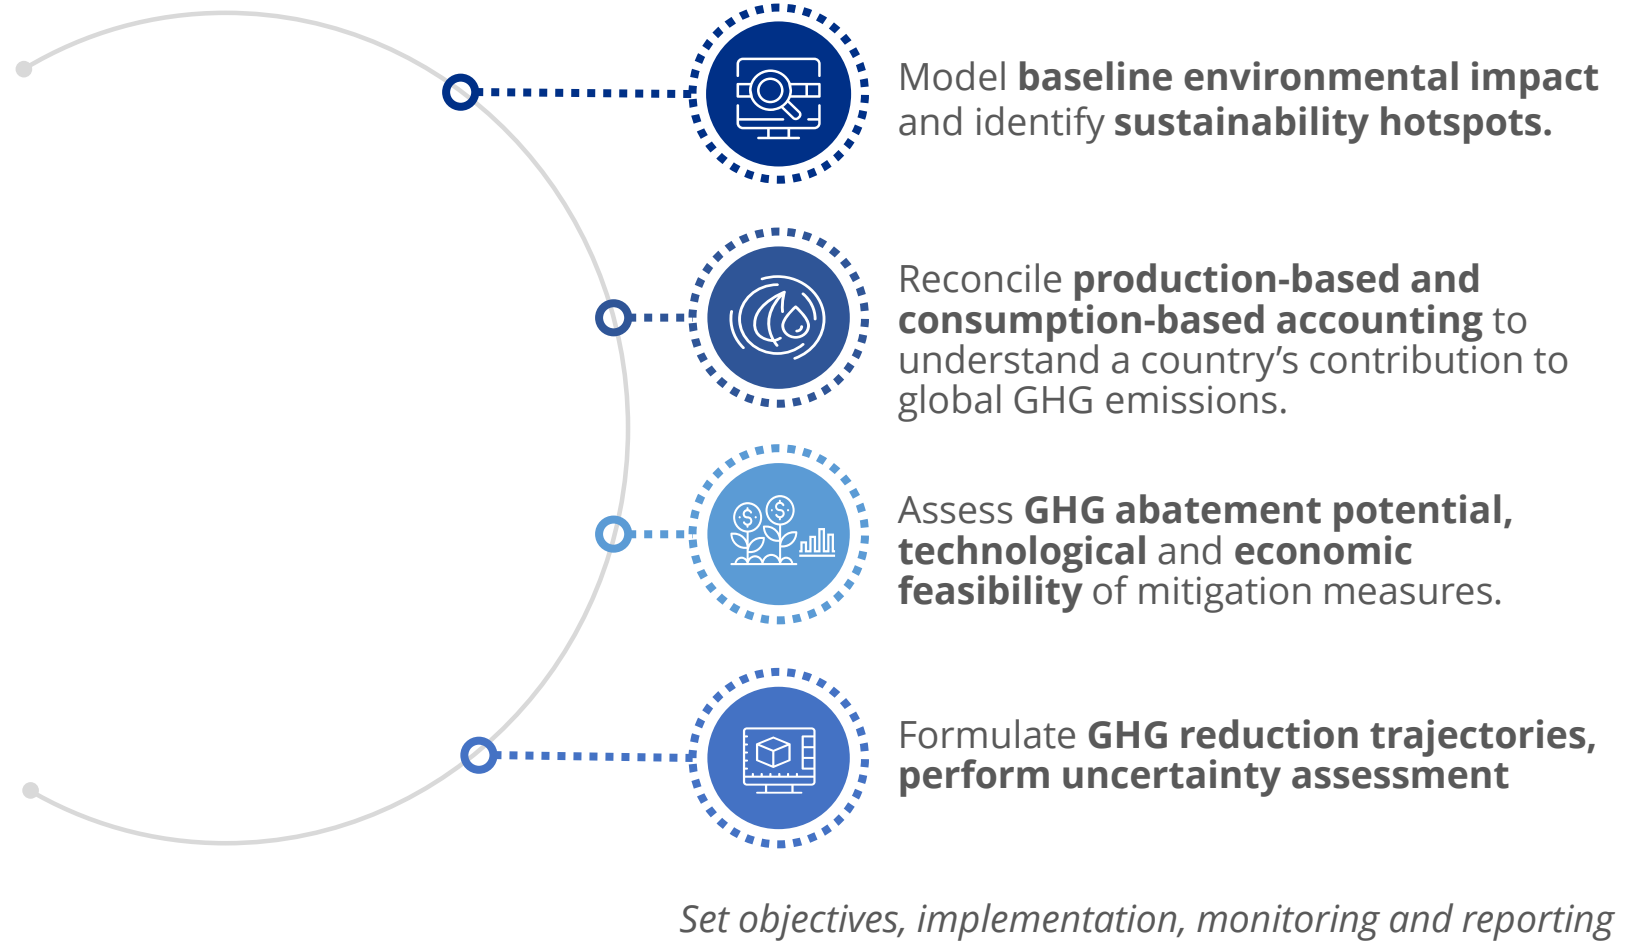 Model baseline environmental impact
and identify sustainability hotspots.
Reconcile production-based and
consumption-based accounting to
understand a country’s contribution to
global GHG emissions.
Assess GHG abatement potential,
technological and economic
feasibility of mitigation measures.
Formulate GHG reduction trajectories,
perform uncertainty assessment
Set objectives, implementation, monitoring and reporting